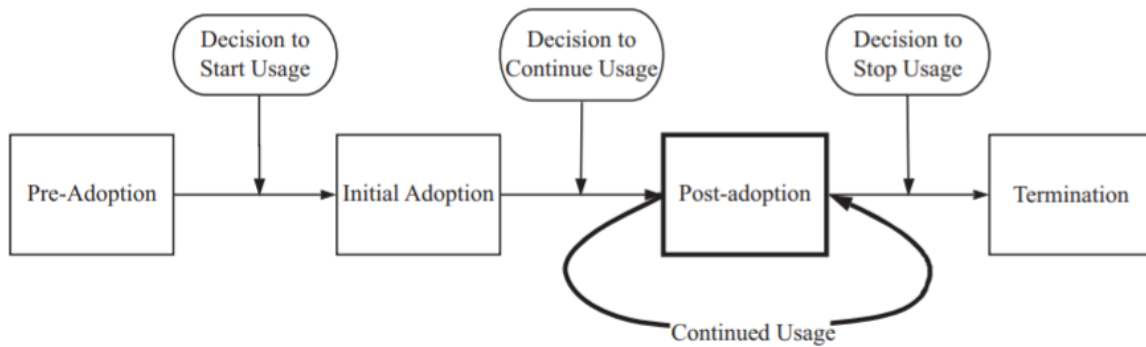 Decision to
Start Usage
Decision to
Continue Usage
Decision to
Stop Usage
Pre-Adoption
Initial Adoption
Post-adoption
Termination
Continued Usage